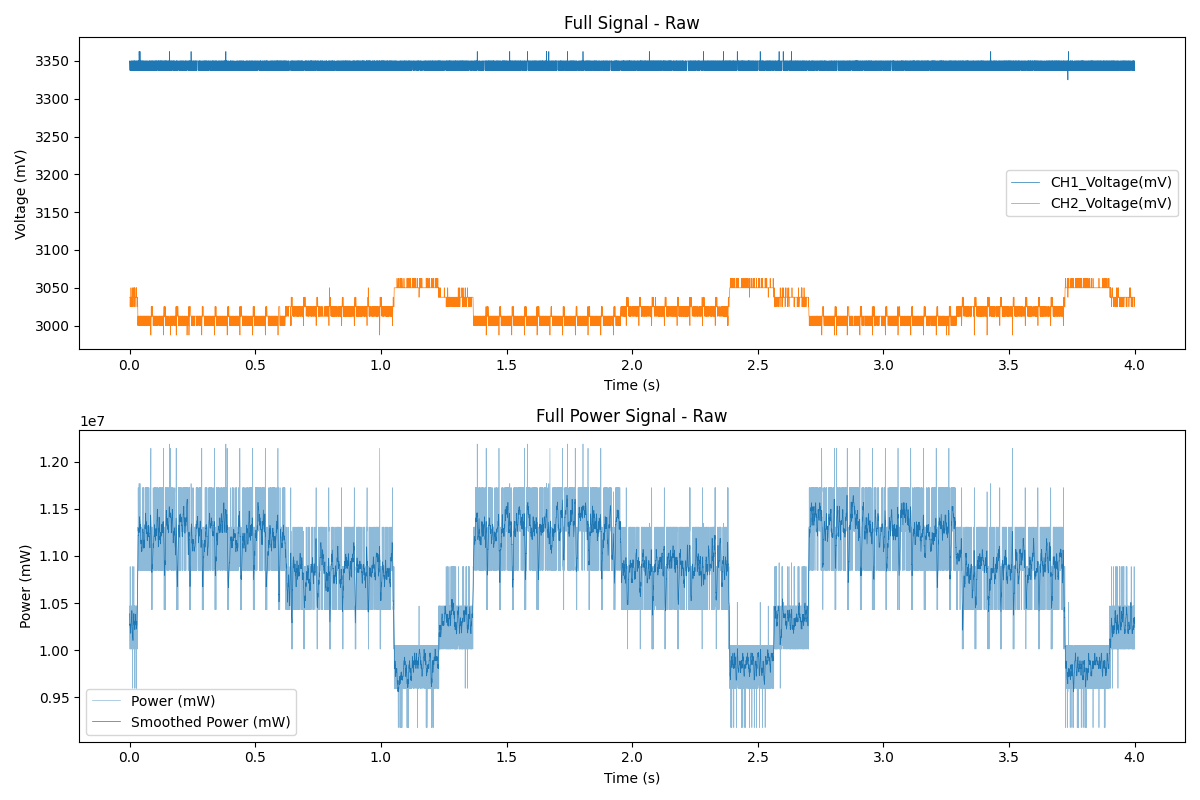 Full Signal - Raw
Voltage (mV)
3350
3300
3250
3200
3150
3100
3050
3000
CH1_Voltage(mV)
CH2_Voltage(mV)
0.0 0.5 1.0 1.5 2.0 2.5 3.0 3.5 4.0
Time (s)
Full Power Signal - Raw
1e7
Power (mW)
1.20
1.15
1.10
1.05
1.00
0.95
Power (mW)
Smoothed Power (mW)
0.0 0.5 1.0 1.5 2.0 2.5 3.0 3.5 4.0
Time (s)